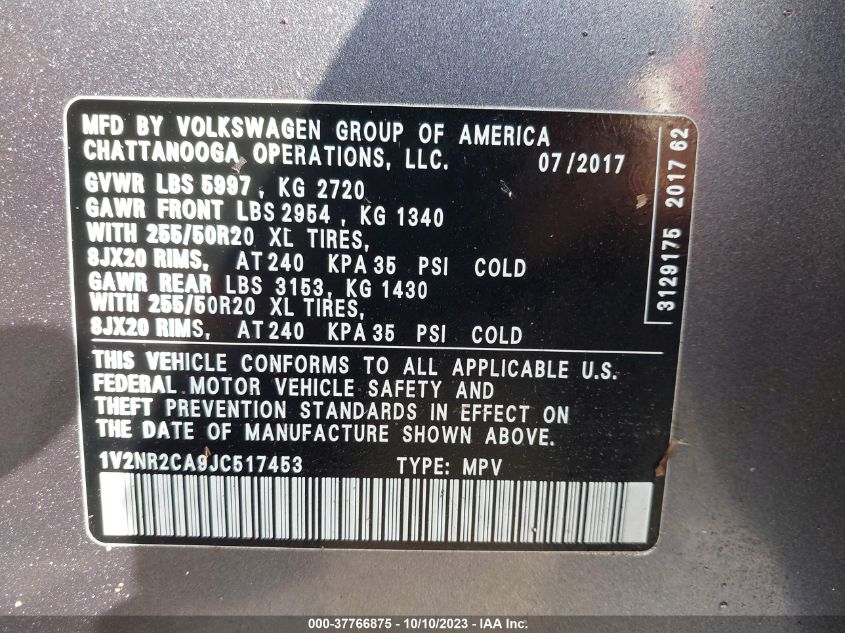 MFD BY VOLKSWAGEN GROUP OF AMERICA
CHATTANOOGA OPERATIONS, LLC. 07/2017
GVWR LBS 5997, KG 2720
GAWR FRONT LBS 2954 , KG 1340
WITH 255/50R20 XL TIRES,
8JX20 RIMS, AT 240 KPA 35 PSI COLD
GAWR REAR LBS 3153, KG 1430
WITH 255/50R20 XL TIRES,
8JX20 RIMS, AT 240 KPA 35 PSI COLD
3129175 2017 62
THIS VEHICLE CONFORMS TO ALL APPLICABLE U.S.
FEDERAL MOTOR VEHICLE SAFETY AND
THEFT PREVENTION STANDARDS IN EFFECT ON
THE DATE OF MANUFACTURE SHOWN ABOVE.
1V2NR2CA9JC517453 TYPE: MPV
000-37766875 - 10/10/2023 - IAA Inc.